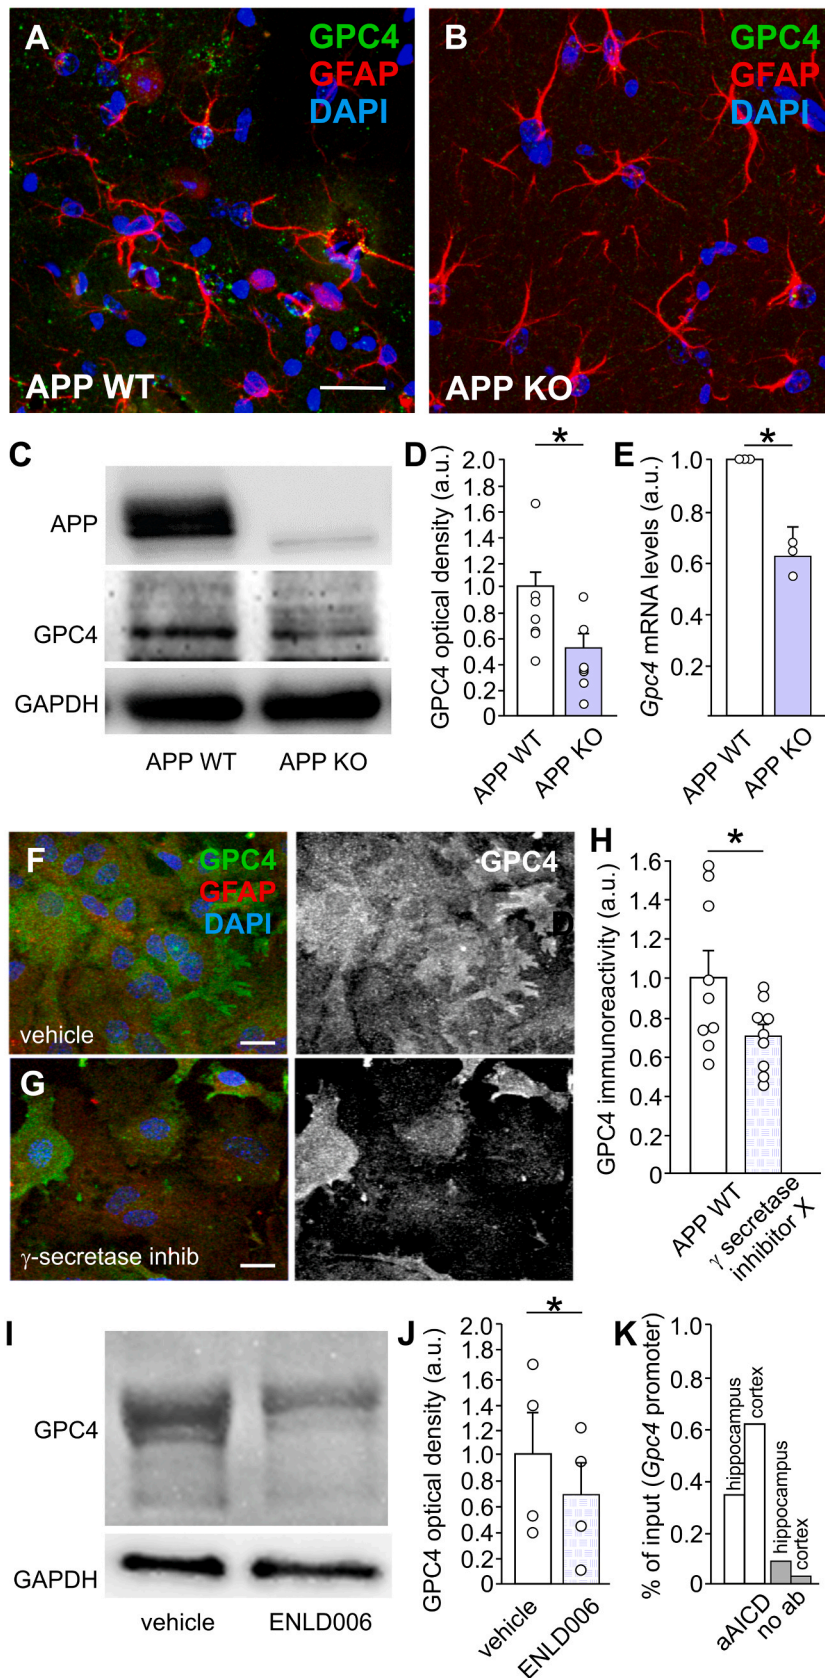 A
GPC4
GFAP
DAPI
APP WT
B
GPC4
GFAP
DAPI
APP KO
C
APP
GPC4
GAPDH
APP WT
APP KO
D
GPC4 optical density (a.u.)
2.0
1.8
1.6
1.4
1.2
1.0
0.8
0.6
0.4
0.2
0
*
APP WT
APP KO
E
Gpc4 mRNA levels (a.u.)
1.0
0.8
0.6
0.4
0.2
*
APP WT
APP KO
F
GPC4
GFAP
DAPI
vehicle
GPC4
D
G
γ-secretase inhib
H
GPC4 immunoreactivity (a.u.)
1.6
1.4
1.2
1.0
0.8
0.6
0.4
0.2
0
*
APP WT
γ secretase
inhibitor X
I
GPC4
GAPDH
vehicle
ENLD006
J
GPC4 optical density (a.u.)
2.0
1.8
1.6
1.4
1.2
1.0
0.8
0.6
0.4
0.2
0
*
vehicle
ENLD006
K
% of input (Gpc4 promoter)
1.0
0.8
0.6
0.4
0.2
0
hippocampus
cortex
hippocampus
cortex
aAICD
no ab